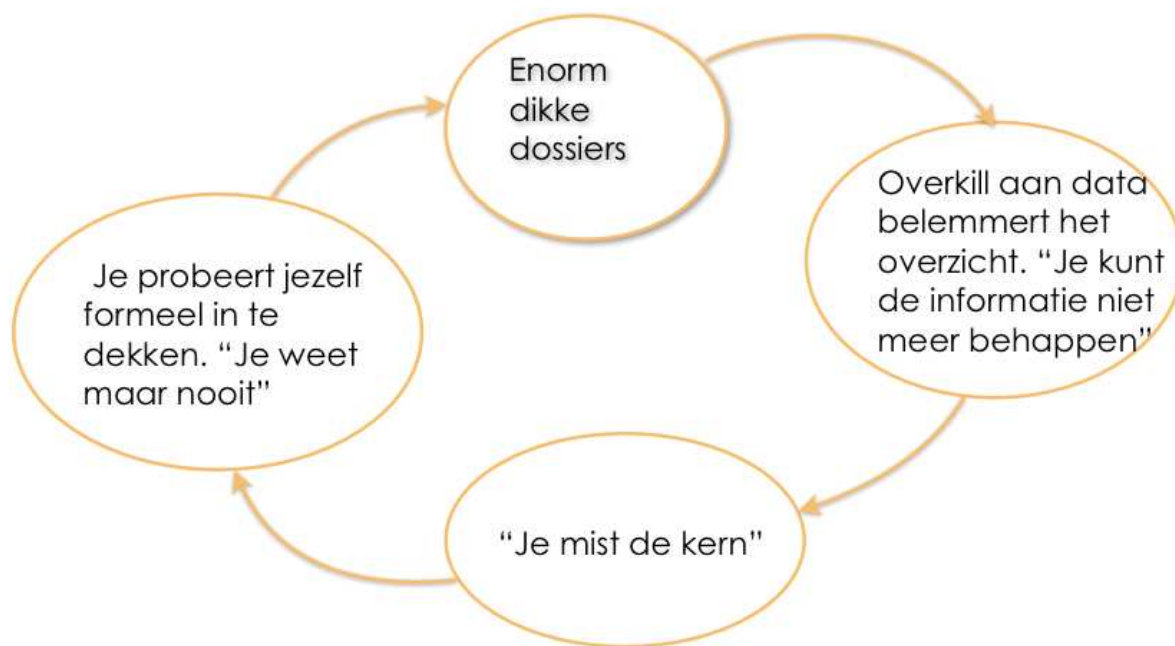 Enorm
dikke
dossiers
Overkill aan data
belemmert het
overzicht. “Je kunt
de informatie niet
meer behappen”
“Je mist de kern”
Je probeert jezelf
formeel in te
dekken. “Je weet
maar nooit”